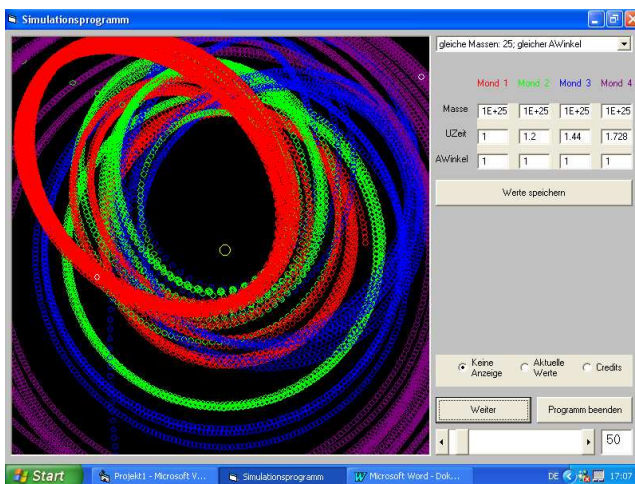 Simulationsprogramm
gleiche Massen: 25; gleicher AWinkel
Mond 1 Mond 2 Mond 3 Mond 4
Masse 1E+25 1E+25 1E+25 1E+25
UZeit 1 1.2 1.44 1.728
AWinkel 1 1 1 1
Werte speichern
Keine Anzeige
Aktuelle Werte
Credits
Weiter
Programm beenden
50
Start
Projekt1 - Microsoft V...
Simulationsprogramm
Microsoft Word - Dok...
DE
17:07